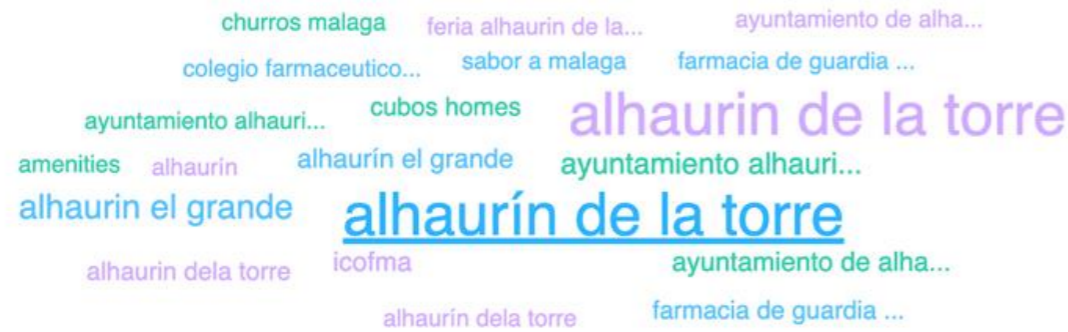 churros malaga
feria alhaurin de la...
ayuntamiento de alha...
colegio farmaceutico...
sabor a malaga
farmacia de guardia ...
ayuntamiento alhauri...
cubos homes
alhaurin de la torre
amenities
alhaurin
alhaurín el grande
ayuntamiento alhauri...
alhaurin el grande
alhaurín de la torre
alhaurin dela torre
icofma
ayuntamiento de alha...
alhaurín dela torre
farmacia de guardia ...